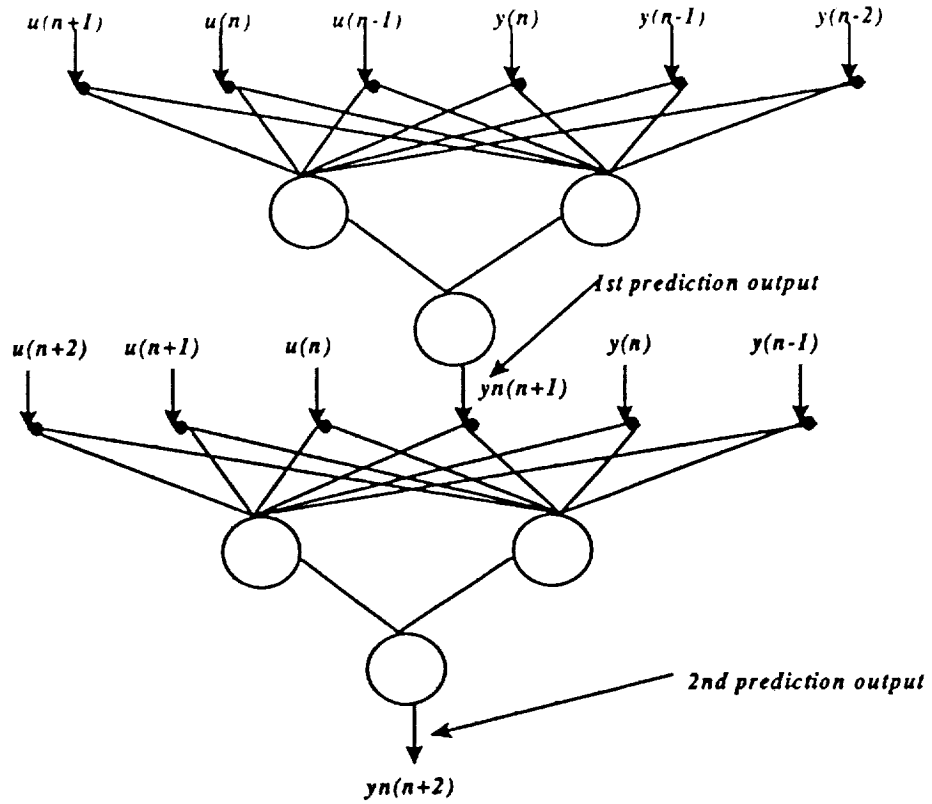 u(n+1) u(n) u(n-1) y(n) y(n-1) y(n-2)
1st prediction output
u(n+2) u(n+1) u(n) y(n) y(n-1)
yn(n+1)
2nd prediction output
yn(n+2)